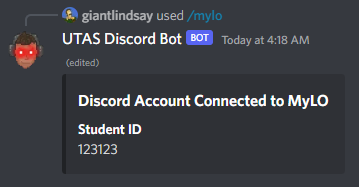 giantlindsay used /mylo
UTAS Discord Bot BOT Today at 4:18 AM
(edited)
Discord Account Connected to MyLO
Student ID
123123